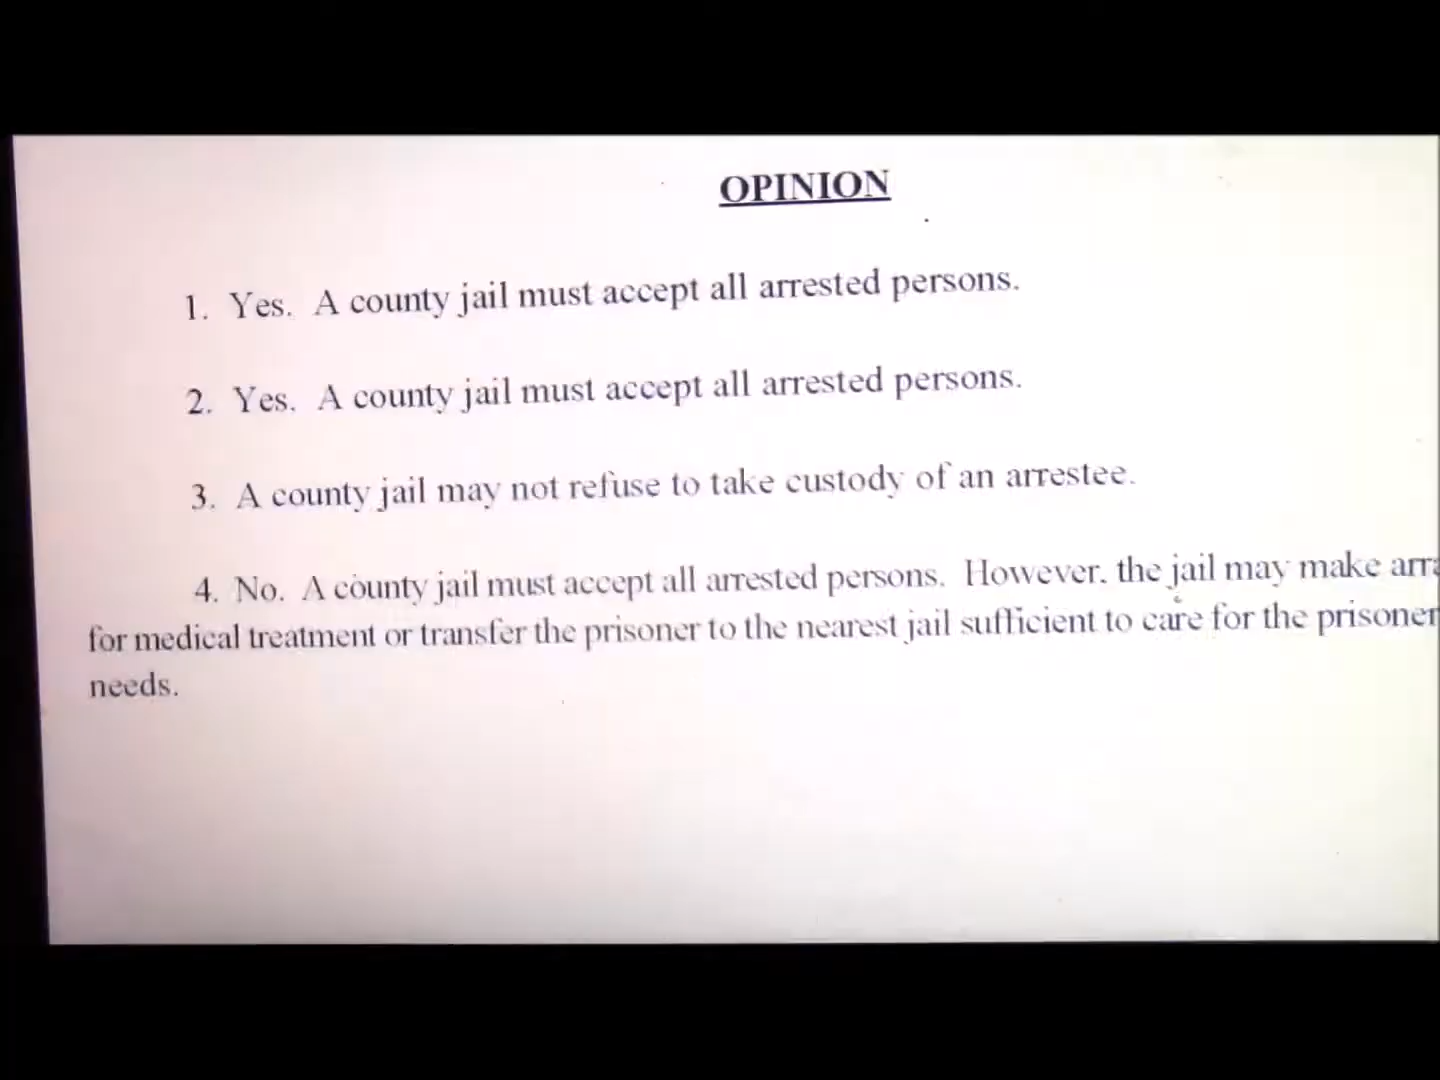 OPINION
1. Yes. A county jail must accept all arrested persons.
2. Yes. A county jail must accept all arrested persons.
3. A county jail may not refuse to take custody of an arrestee.
4. No. A county jail must accept all arrested persons. However, the jail may make
for medical treatment or transfer the prisoner to the nearest jail sufficient to care for the prisoner
needs.